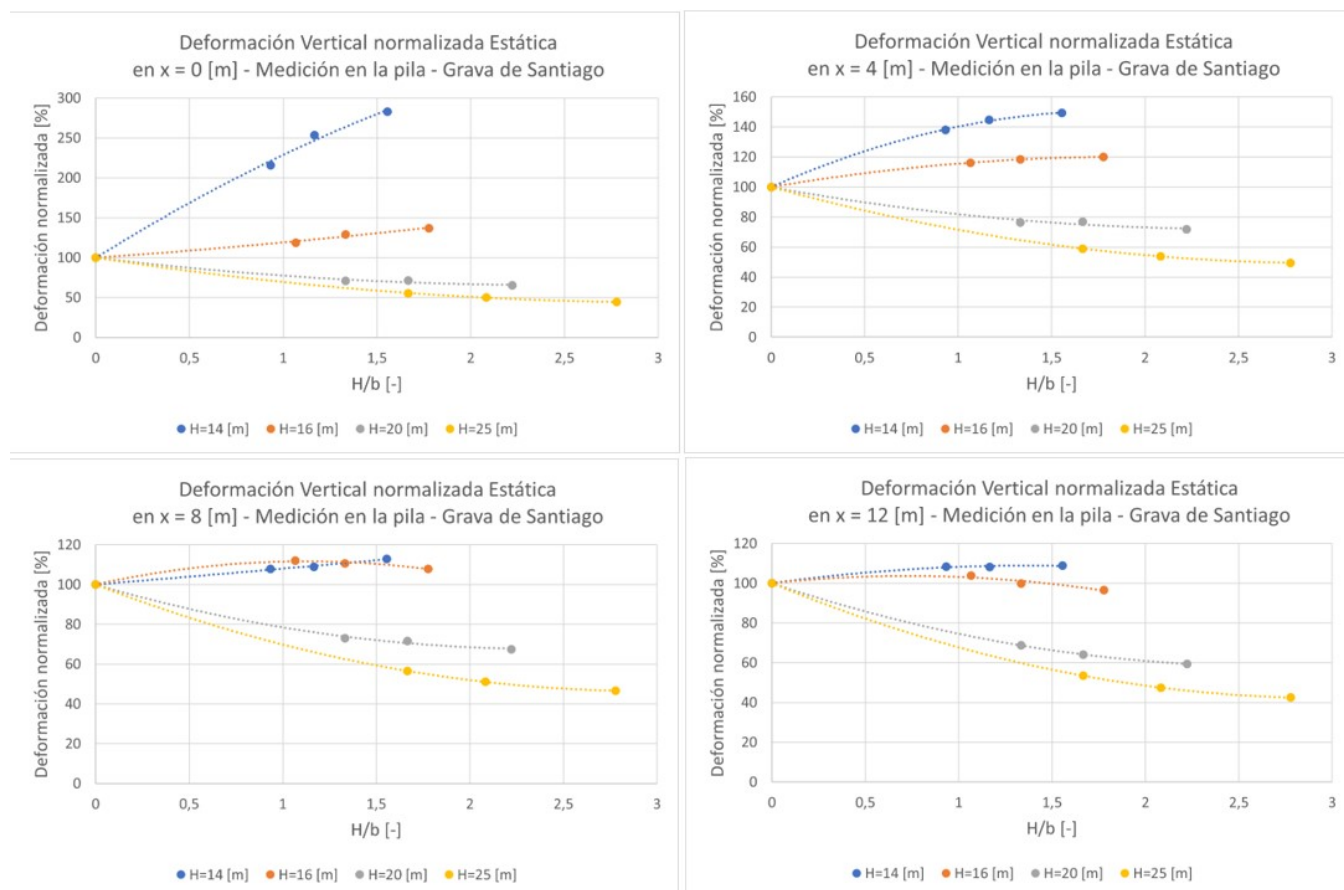 Deformación Vertical normalizada Estática
en x = 0 [m] - Medición en la pila - Grava de Santiago
Deformación normalizada [%]
300
250
200
150
100
50
0
0 0,5 1 1,5 2 2,5 3
H/b [-]
H=14 [m] H=16 [m] H=20 [m] H=25 [m]
Deformación Vertical normalizada Estática
en x = 4 [m] - Medición en la pila - Grava de Santiago
Deformación normalizada [%]
160
140
120
100
80
60
40
20
0
0 0,5 1 1,5 2 2,5 3
H/b [-]
H=14 [m] H=16 [m] H=20 [m] H=25 [m]
Deformación Vertical normalizada Estática
en x = 8 [m] - Medición en la pila - Grava de Santiago
Deformación normalizada [%]
120
100
80
60
40
20
0
0 0,5 1 1,5 2 2,5 3
H/b [-]
H=14 [m] H=16 [m] H=20 [m] H=25 [m]
Deformación Vertical normalizada Estática
en x = 12 [m] - Medición en la pila - Grava de Santiago
Deformación normalizada [%]
120
100
80
60
40
20
0
0 0,5 1 1,5 2 2,5 3
H/b [-]
H=14 [m] H=16 [m] H=20 [m] H=25 [m]